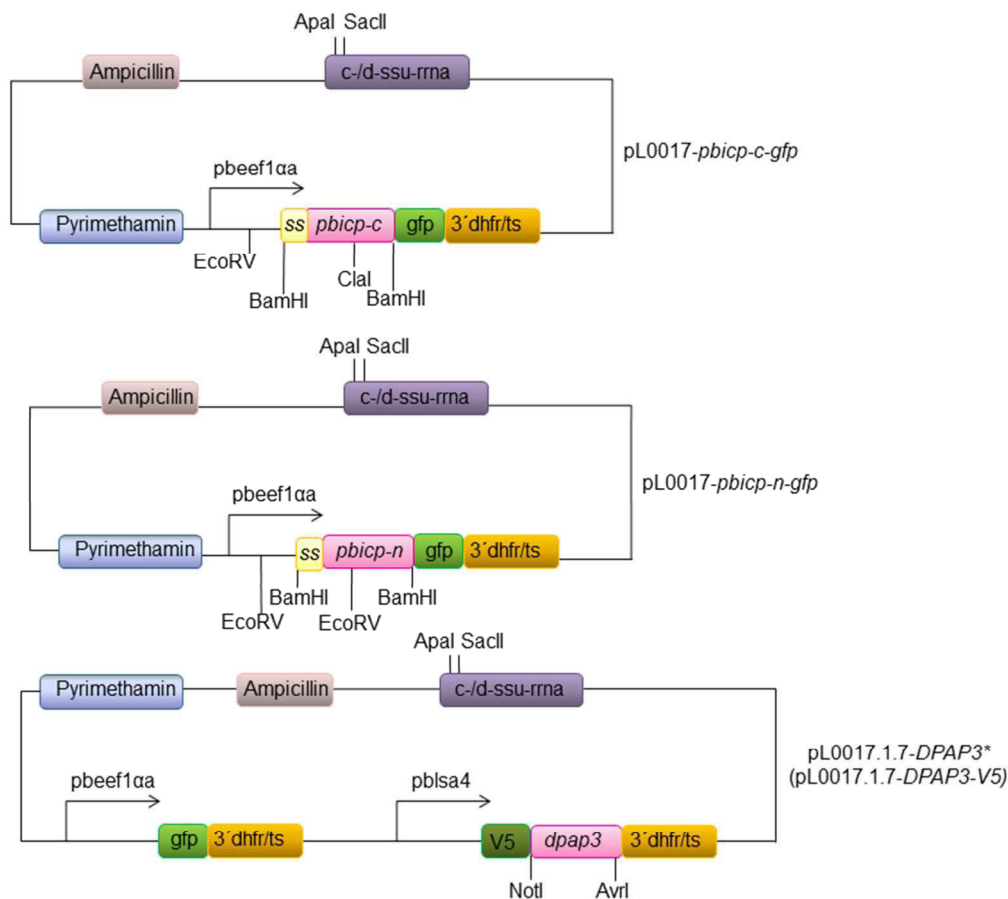 ApaI SacII
Ampicillin
c-/d-ssu-rrna
pL0017-pbicp-c-gfp
pbeef1αa
Pyrimethamin
ss
pbicp-c
gfp
3´dhfr/ts
EcoRV
ClaI
BamHI
BamHI
ApaI SacII
Ampicillin
c-/d-ssu-rrna
pL0017-pbicp-n-gfp
pbeef1αa
Pyrimethamin
ss
pbicp-n
gfp
3´dhfr/ts
BamHI
BamHI
EcoRV
EcoRV
ApaI SacII
Pyrimethamin
Ampicillin
c-/d-ssu-rrna
pL0017.1.7-DPAP3*
(pL0017.1.7-DPAP3-V5)
pbeef1αa
pblsa4
gfp
3´dhfr/ts
V5
dpap3
3´dhfr/ts
NotI
AvrI